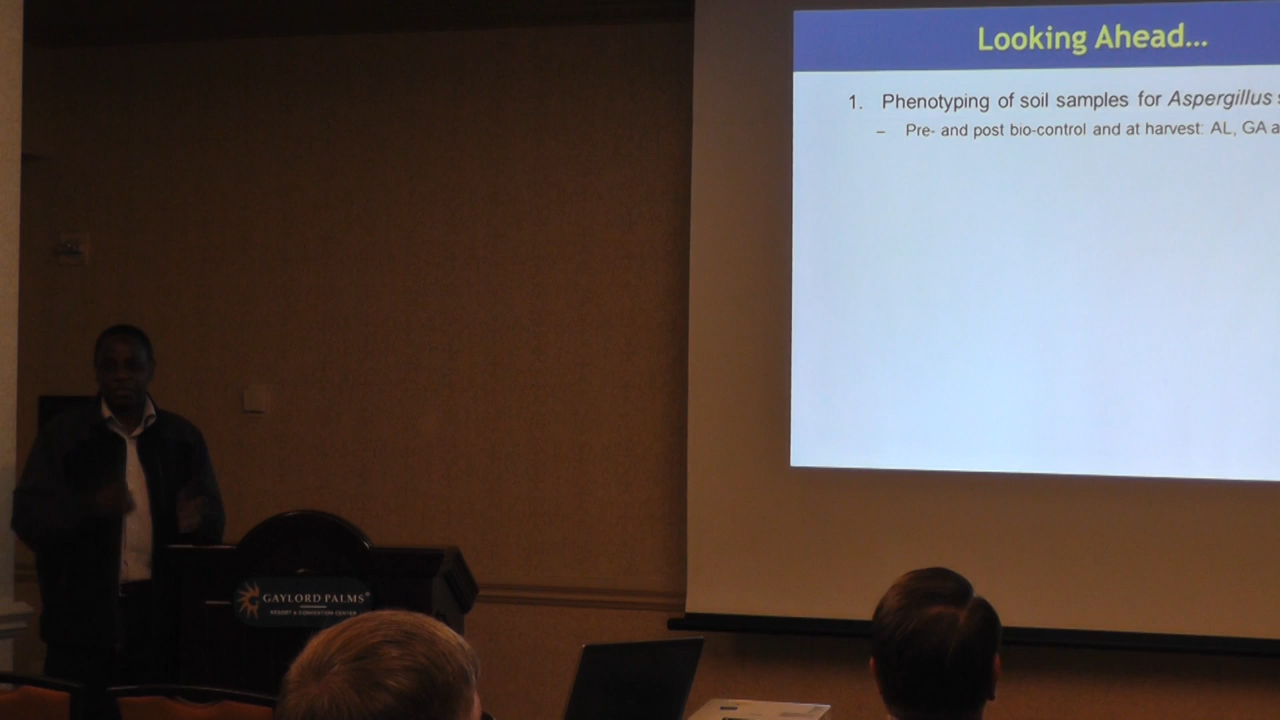 Looking Ahead...
1. Phenotyping of soil samples for Aspergillus
– Pre- and post bio-control and at harvest: AL, GA
GAYLORD PALMS®
RESORT & CONVENTION CENTER